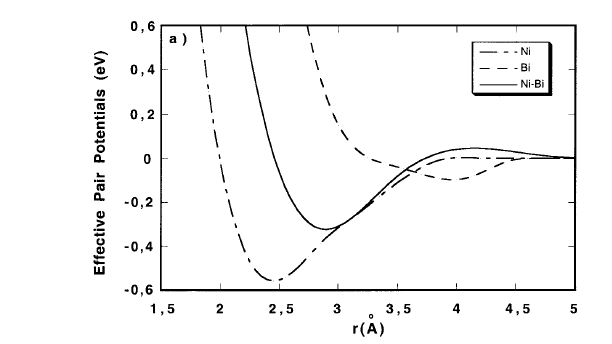 0,6
a)
Ni
Bi
Ni-Bi
0,4
0,2
0
-0,2
-0,4
-0,6
Effective Pair Potentials (eV)
1,5 2 2,5 3 3,5 4 4,5 5
r(Å)